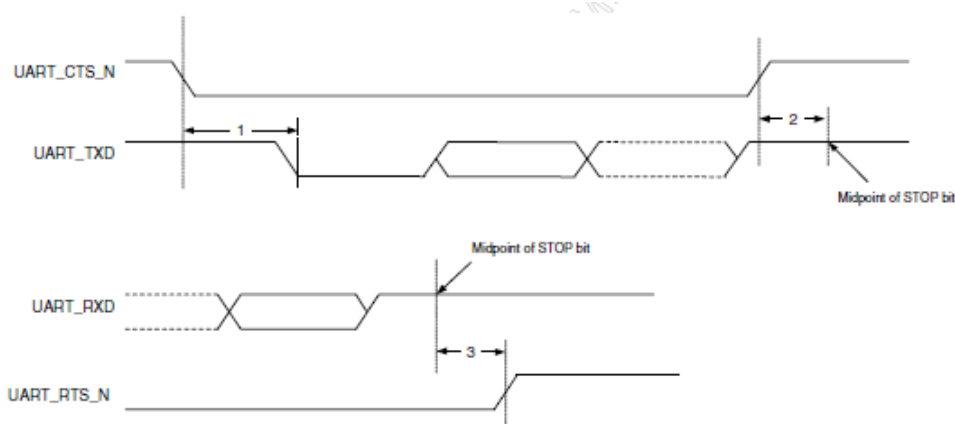 UART_CTS_N
1
2
UART_TXD
Midpoint of STOP bit
Midpoint of STOP bit
UART_RXD
3
UART_RTS_N